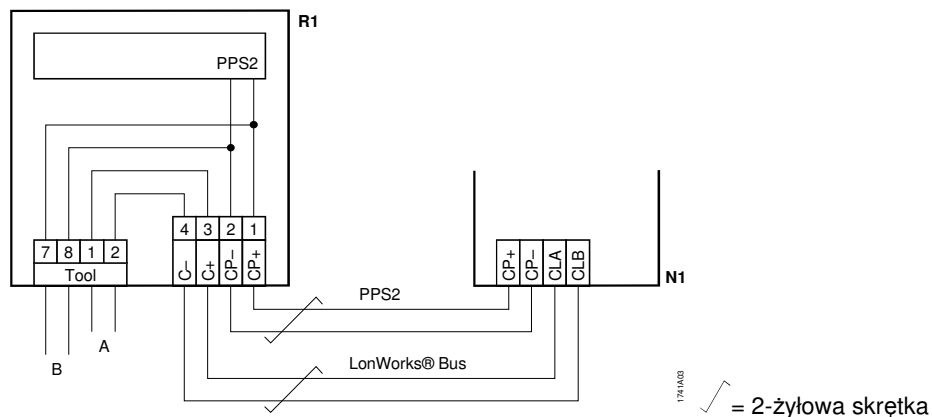 R1
PPS2
4 3 2 1
C– C+ CP– CP+
7 8 1 2
Tool
CP+ CP– CLA CLB
N1
PPS2
A
B
LonWorks® Bus
1741A03
= 2-żyłowa skrętka